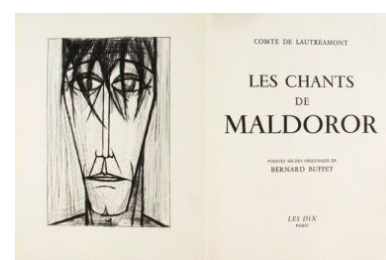 COMTE DE LAUTRÉAMONT
LES CHANTS
DE
MALDOROR
POINTES SÈCHES ORIGINALES DE
BERNARD BUFFET
LES DIX
PARIS